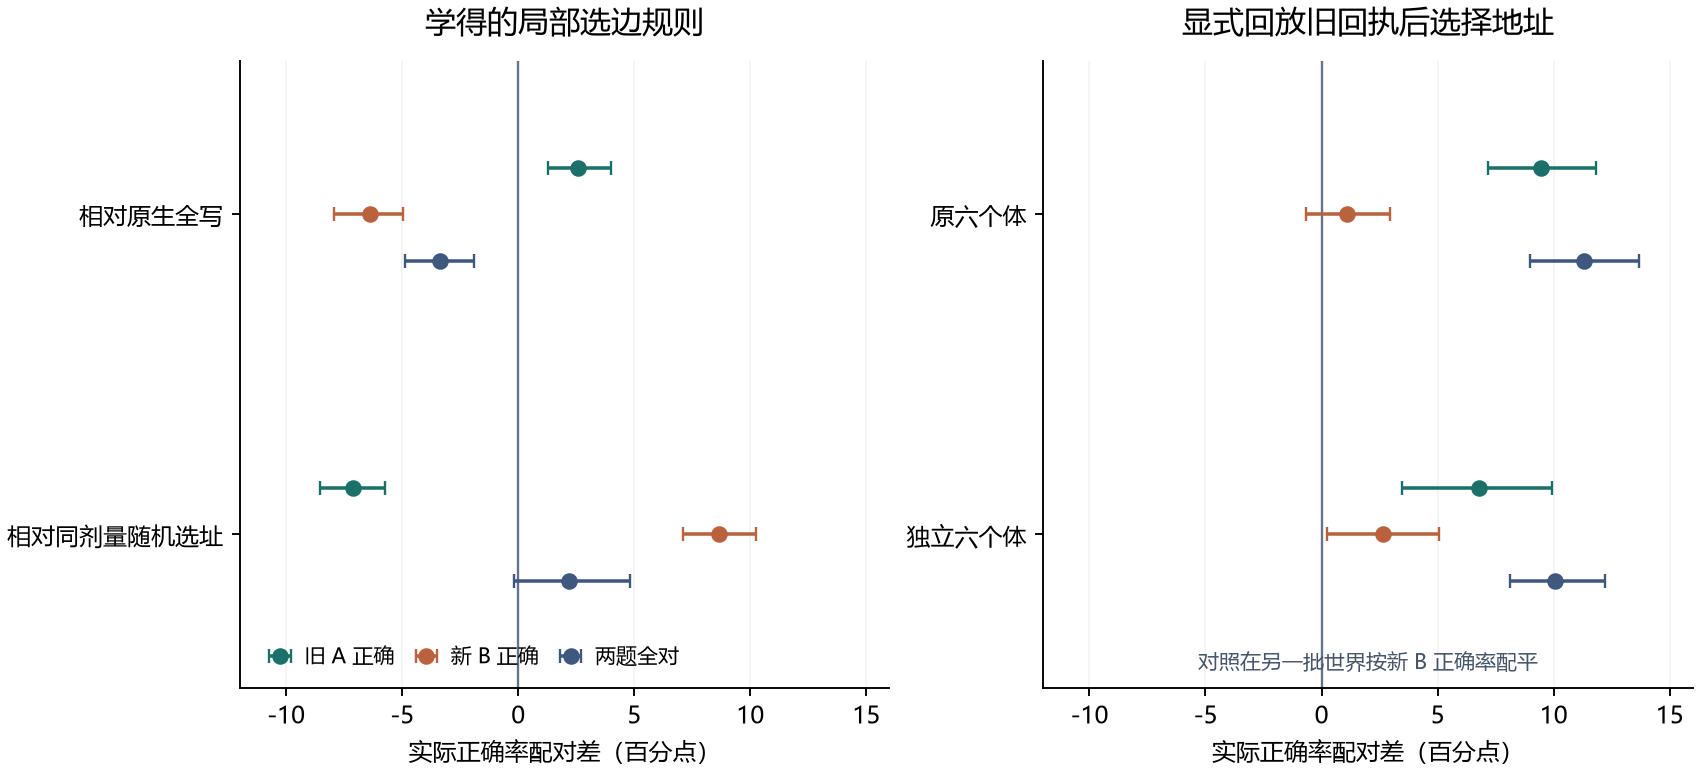 学得的局部选边规则
相对原生全写
相对同剂量随机选址
旧 A 正确
新 B 正确
两题全对
-10
-5
0
5
10
15
实际正确率配对差（百分点）
显式回放旧回执后选择地址
原六个体
独立六个体
对照在另一批世界按新 B 正确率配平
-10
-5
0
5
10
15
实际正确率配对差（百分点）